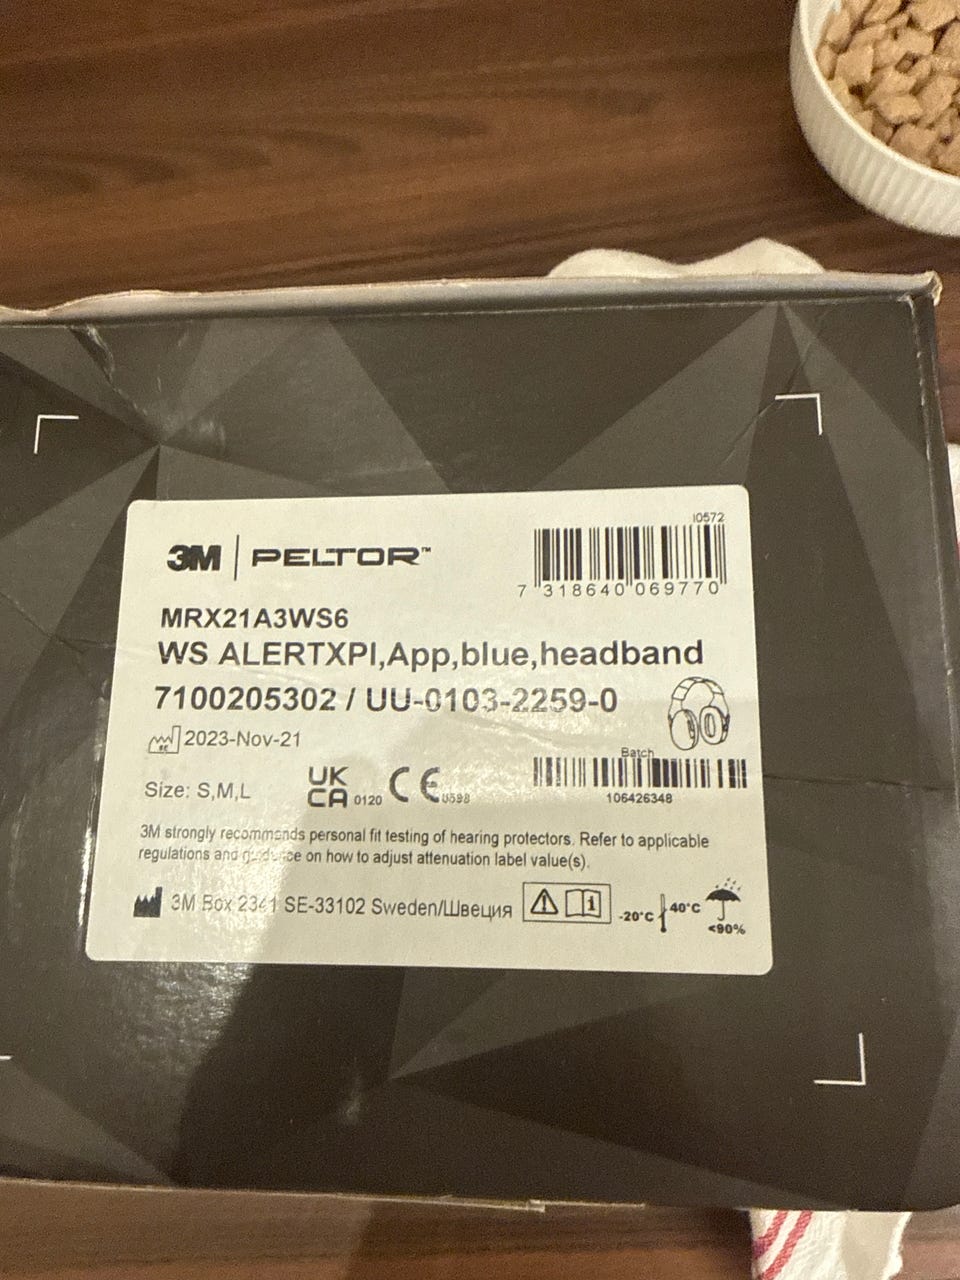 I0572
3M | PELTOR™
7 318640 069770
MRX21A3WS6
WS ALERTXPI,App,blue,headband
7100205302 / UU-0103-2259-0
SE 2023-Nov-21
Batch
Size: S,M,L UK CA 0120 CE 0598
106426348
3M strongly recommends personal fit testing of hearing protectors. Refer to applicable
regulations and guidance on how to adjust attenuation label value(s).
3M Box 2341 SE-33102 Sweden/Швеция
-20°C 40°C
<90%